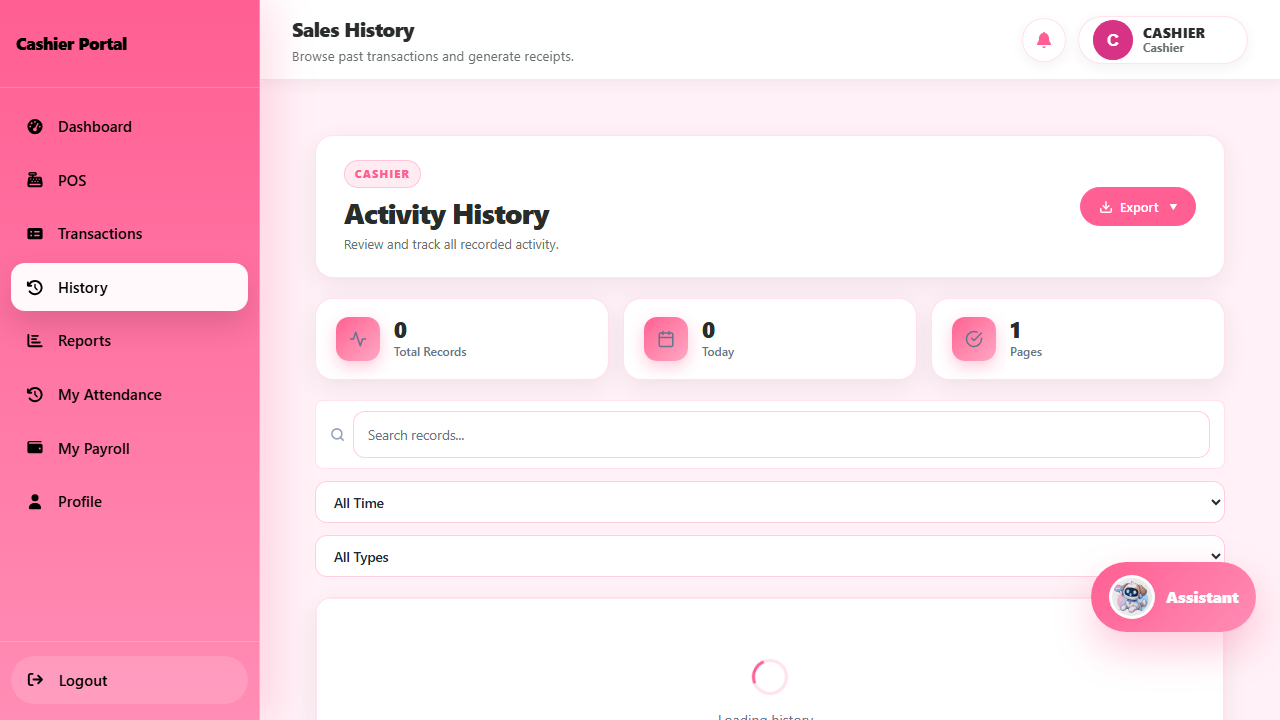 Cashier Portal
Dashboard
POS
Transactions
History
Reports
My Attendance
My Payroll
Profile
Logout
Sales History
Browse past transactions and generate receipts.
C
CASHIER
Cashier
CASHIER
Activity History
Review and track all recorded activity.
Export
0
Total Records
0
Today
1
Pages
Search records...
All Time
All Types
Assistant
Loading history